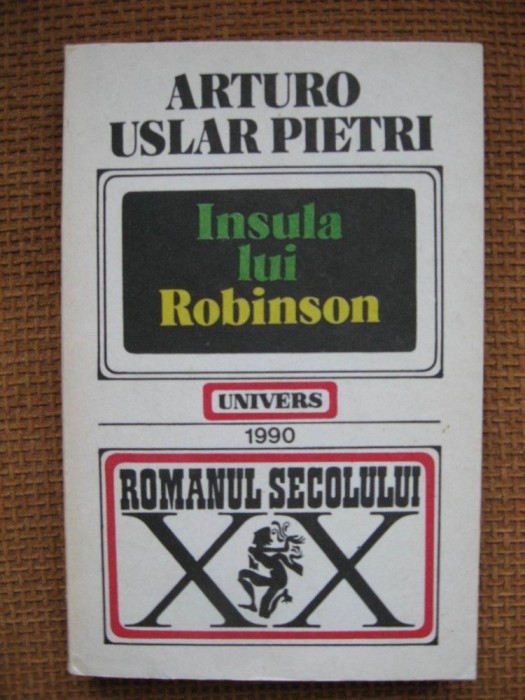 ARTURO
USLAR PIETRI
Insula
lui
Robinson
UNIVERS
1990
ROMANUL SECOLULUI
XX